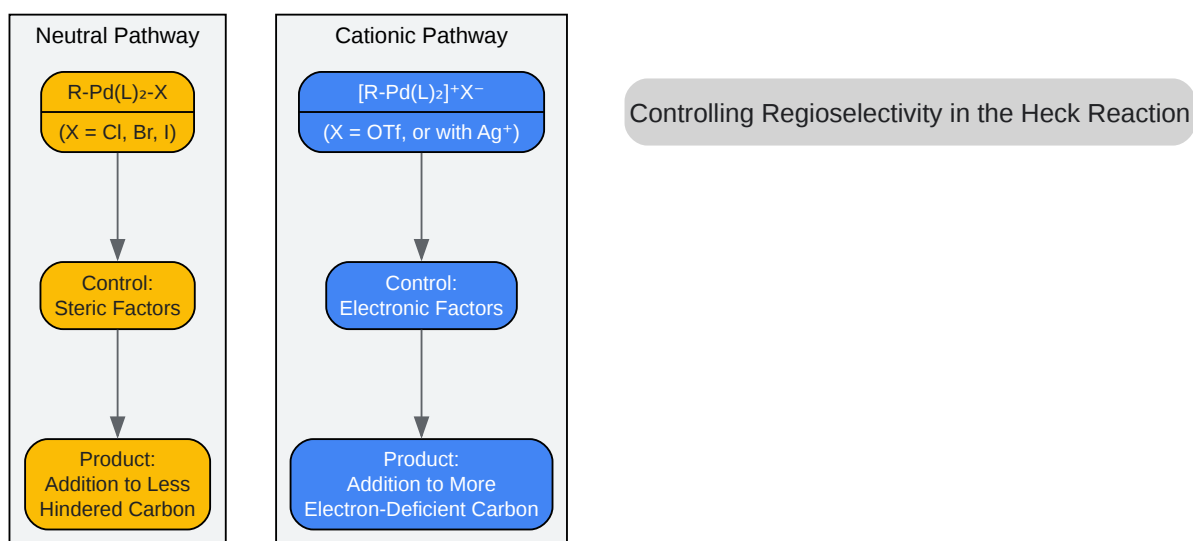 Neutral Pathway
R-Pd(L)₂-X
(X = Cl, Br, I)
Control:
Steric Factors
Product:
Addition to Less
Hindered Carbon
Cationic Pathway
[R-Pd(L)₂]⁺X⁻
(X = OTf, or with Ag⁺)
Control:
Electronic Factors
Product:
Addition to More
Electron-Deficient Carbon
Controlling Regioselectivity in the Heck Reaction